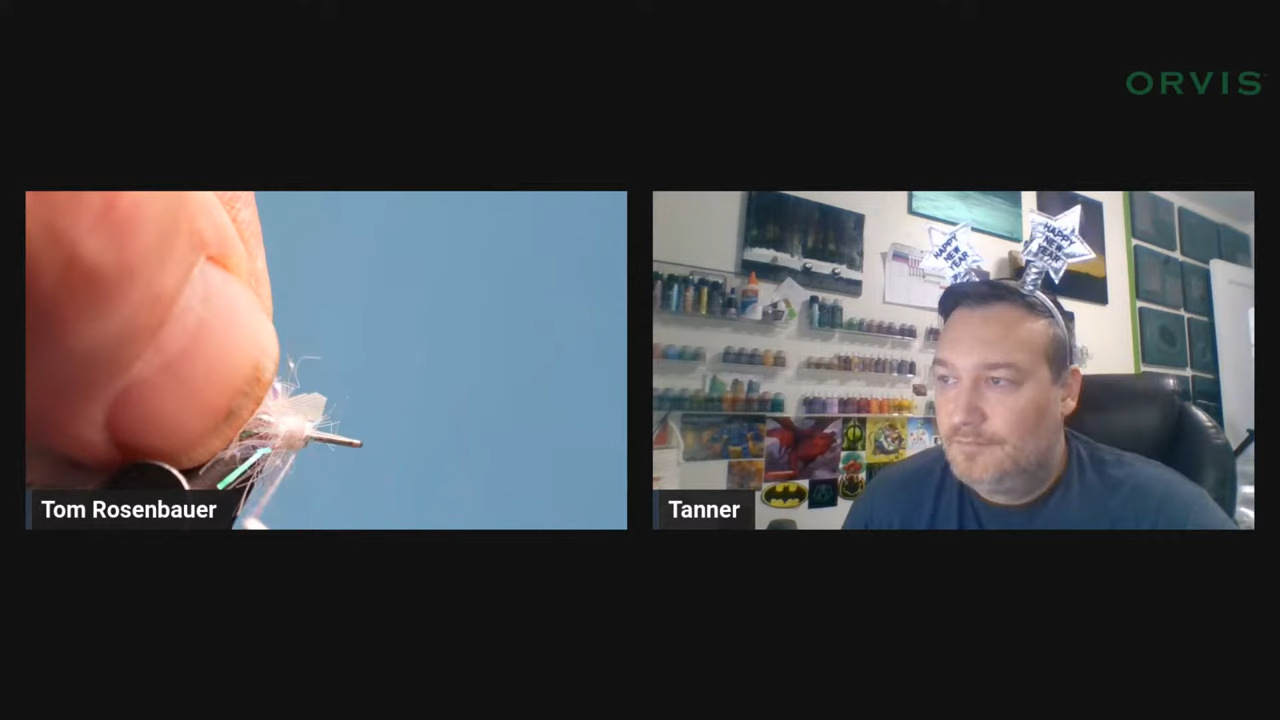 ORVIS
HAPPY
NEW
YEAR
HAPPY
NEW
YEAR
Tom Rosenbauer
Tanner